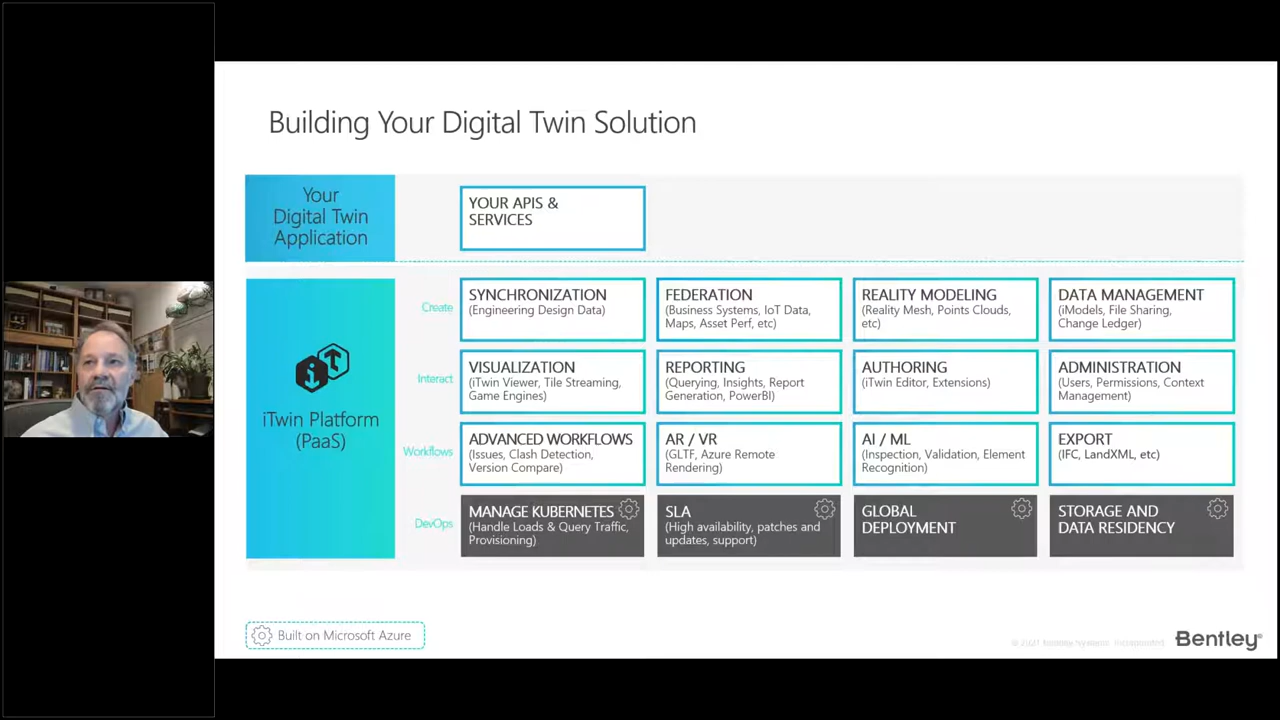 Building Your Digital Twin Solution
Your
Digital Twin
Application
YOUR APIS &
SERVICES
iT
iTwin Platform
(PaaS)
Create
SYNCHRONIZATION
(Engineering Design Data)
FEDERATION
(Business Systems, IoT Data,
Maps, Asset Perf, etc)
REALITY MODELING
(Reality Mesh, Points Clouds,
etc)
DATA MANAGEMENT
(iModels, File Sharing,
Change Ledger)
Interact
VISUALIZATION
(iTwin Viewer, Tile Streaming,
Game Engines)
REPORTING
(Querying, Insights, Report
Generation, PowerBI)
AUTHORING
(iTwin Editor, Extensions)
ADMINISTRATION
(Users, Permissions, Context
Management)
Workflows
ADVANCED WORKFLOWS
(Issues, Clash Detection,
Version Compare)
AR / VR
(GLTF, Azure Remote
Rendering)
AI / ML
(Inspection, Validation, Element
Recognition)
EXPORT
(IFC, LandXML, etc)
DevOps
MANAGE KUBERNETES
(Handle Loads & Query Traffic,
Provisioning)
SLA
(High availability, patches and
updates, support)
GLOBAL
DEPLOYMENT
STORAGE AND
DATA RESIDENCY
Built on Microsoft Azure
Bentley Systems, Incorporated
Bentley®